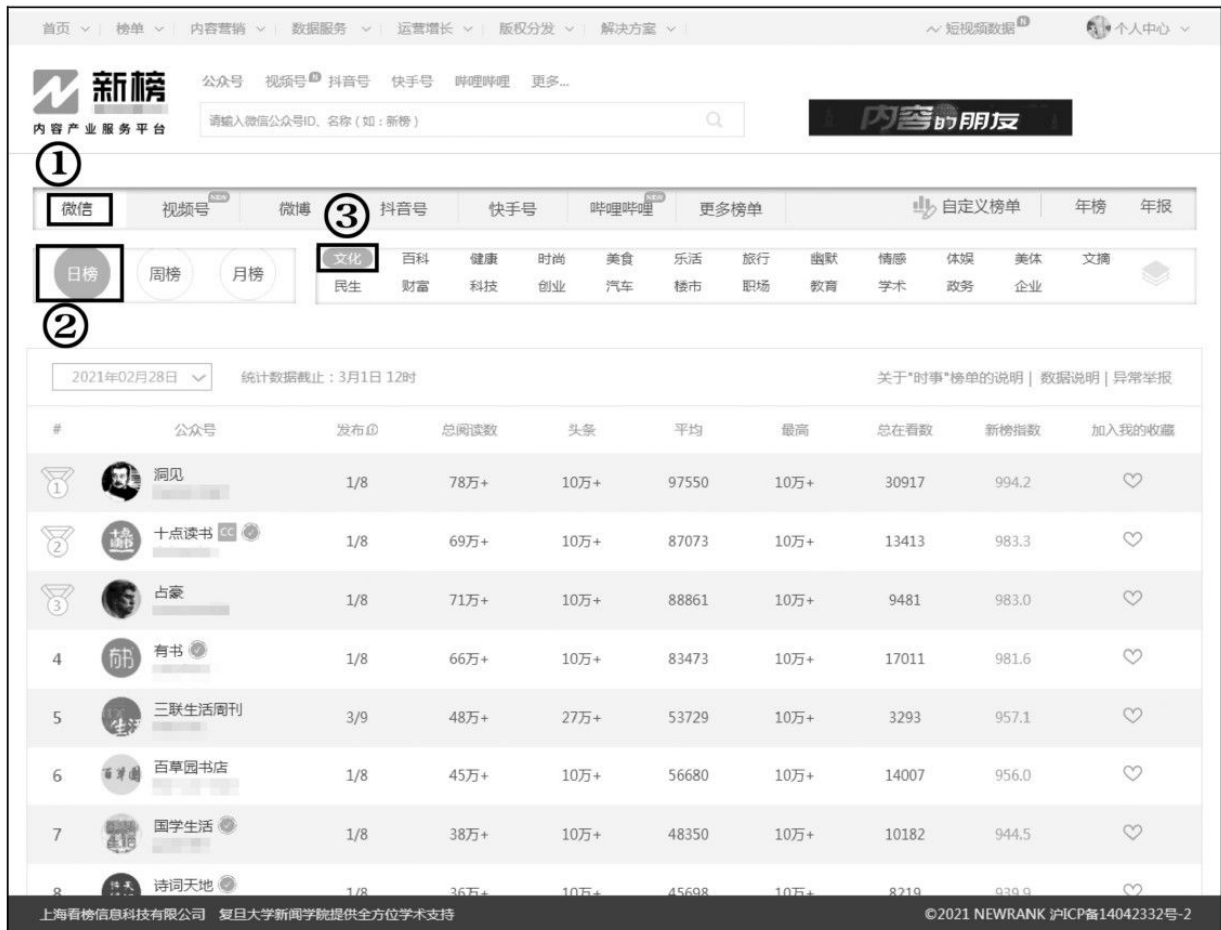 首页 榜单 内容营销 数据服务 运营增长 版权分发 解决方案 短视频数据 N 个人中心
新榜
内容产业服务平台
公众号 视频号 N 抖音号 快手号 哔哩哔哩 更多...
请输入微信公众号ID、名称（如：新榜）
内容的朋友
①
微信 视频号 NEW 微博 抖音号 快手号 哔哩哔哩 NEW 更多榜单 自定义榜单 年榜 年报
③
日榜 周榜 月榜
②
文化 百科 健康 时尚 美食 乐活 旅行 幽默 情感 体娱 美体 文摘
民生 财富 科技 创业 汽车 楼市 职场 教育 学术 政务 企业
2021年02月28日 统计数据截止：3月1日 12时 关于"时事"榜单的说明 | 数据说明 | 异常举报
# 公众号 发布 总阅读数 头条 平均 最高 总在看数 新榜指数 加入我的收藏
1 洞见 1/8 78万+ 10万+ 97550 10万+ 30917 994.2
2 十点读书 CC 1/8 69万+ 10万+ 87073 10万+ 13413 983.3
3 占豪 1/8 71万+ 10万+ 88861 10万+ 9481 983.0
4 有书 1/8 66万+ 10万+ 83473 10万+ 17011 981.6
5 三联生活周刊 3/9 48万+ 27万+ 53729 10万+ 3293 957.1
6 百草园书店 1/8 45万+ 10万+ 56680 10万+ 14007 956.0
7 国学生活 1/8 38万+ 10万+ 48350 10万+ 10182 944.5
8 诗词天地 1/8 36万+ 10万+ 45698 10万+ 8219 939.9
上海看榜信息科技有限公司 复旦大学新闻学院提供全方位学术支持 ©2021 NEWRANK 沪ICP备14042332号-2